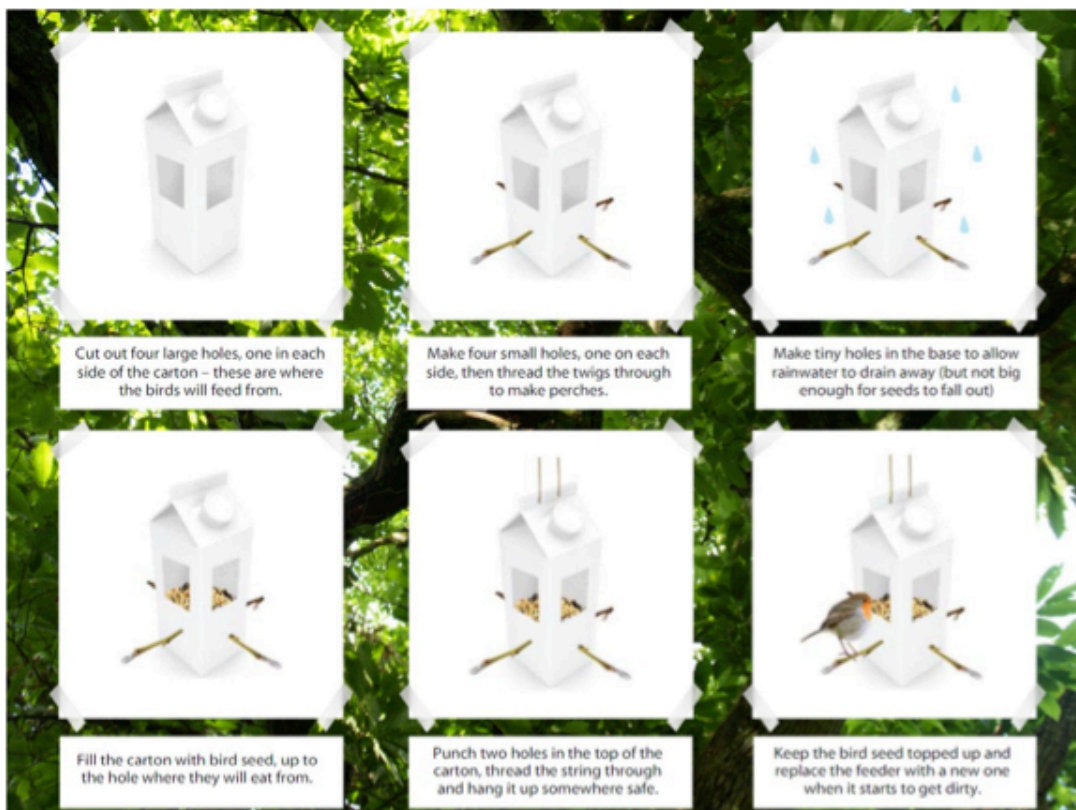 Cut out four large holes, one in each
side of the carton – these are where
the birds will feed from.
Make four small holes, one on each
side, then thread the twigs through
to make perches.
Make tiny holes in the base to allow
rainwater to drain away (but not big
enough for seeds to fall out)
Fill the carton with bird seed, up to
the hole where they will eat from.
Punch two holes in the top of the
carton, thread the string through
and hang it up somewhere safe.
Keep the bird seed topped up and
replace the feeder with a new one
when it starts to get dirty.